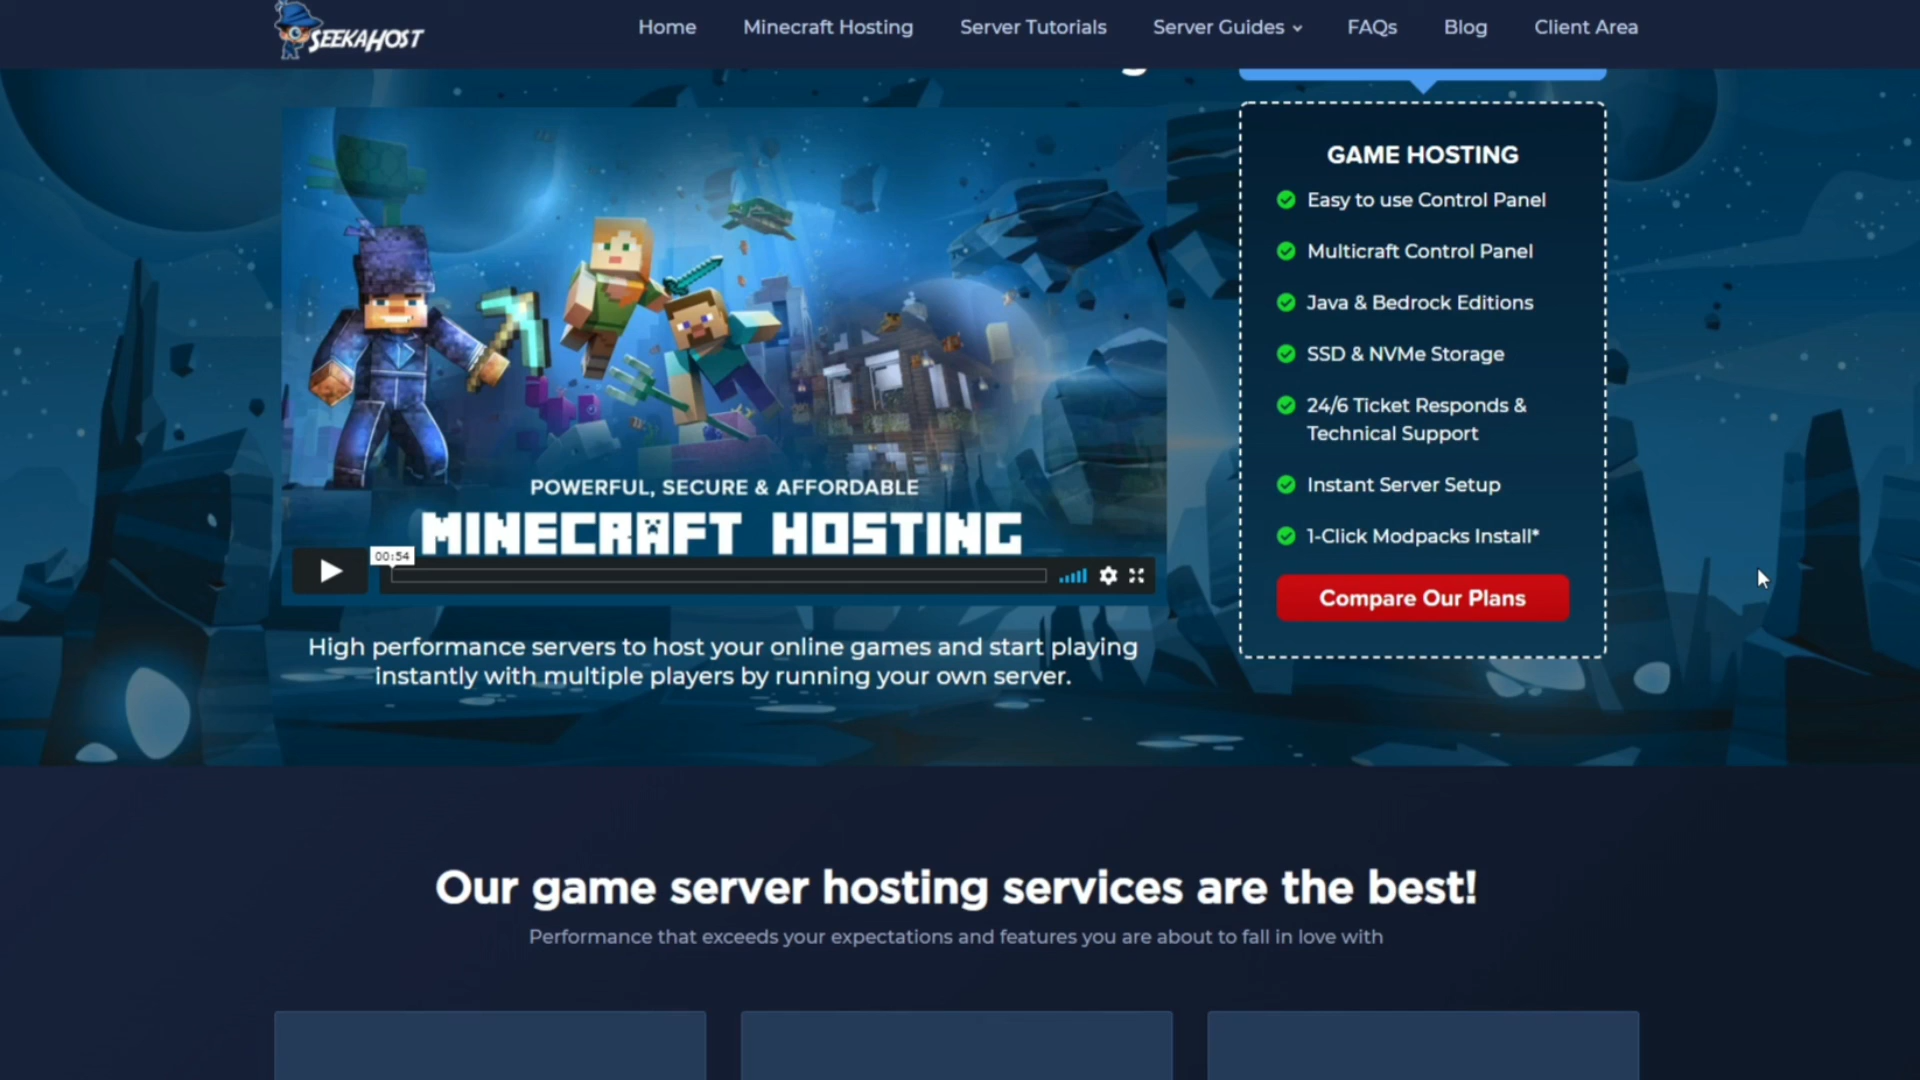 SEEKAHOST
Home
Minecraft Hosting
Server Tutorials
Server Guides
FAQs
Blog
Client Area
POWERFUL, SECURE & AFFORDABLE
MINECRAFT HOSTING
00:54
High performance servers to host your online games and start playing
instantly with multiple players by running your own server.
GAME HOSTING
Easy to use Control Panel
Multicraft Control Panel
Java & Bedrock Editions
SSD & NVMe Storage
24/6 Ticket Responds &
Technical Support
Instant Server Setup
1-Click Modpacks Install*
Compare Our Plans
Our game server hosting services are the best!
Performance that exceeds your expectations and features you are about to fall in love with